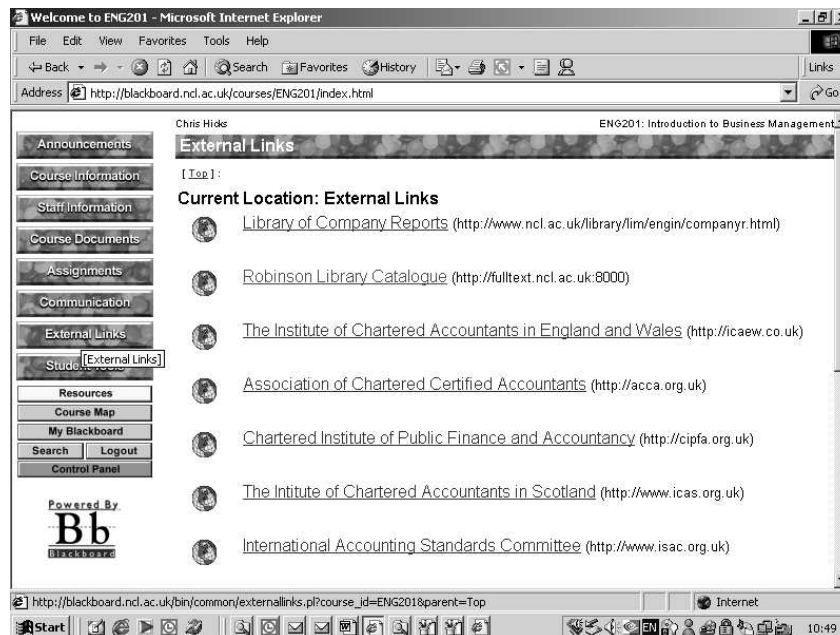 Welcome to ENG201 - Microsoft Internet Explorer
File Edit View Favorites Tools Help
Back Search Favorites History Links
Address http://blackboard.ncl.ac.uk/courses/ENG201/index.html Go
Chris Hicks ENG201: Introduction to Business Management
Announcements
Course Information
Staff Information
Course Documents
Assignments
Communication
External Links
[External Links]
Resources
Course Map
My Blackboard
Search Logout
Control Panel
Powered By
Bb
Blackboard
External Links
[Top]:
Current Location: External Links
Library of Company Reports (http://www.ncl.ac.uk/library/lim/engin/companyr.html)
Robinson Library Catalogue (http://fulltext.ncl.ac.uk:8000)
The Institute of Chartered Accountants in England and Wales (http://icaew.co.uk)
Association of Chartered Certified Accountants (http://acca.org.uk)
Chartered Institute of Public Finance and Accountancy (http://cipfa.org.uk)
The Intitute of Chartered Accountants in Scotland (http://www.icas.org.uk)
International Accounting Standards Committee (http://www.isac.org.uk)
http://blackboard.ncl.ac.uk/bin/common/externallinks.pl?course_id=ENG201&parent=Top Internet
Start EN 10:49